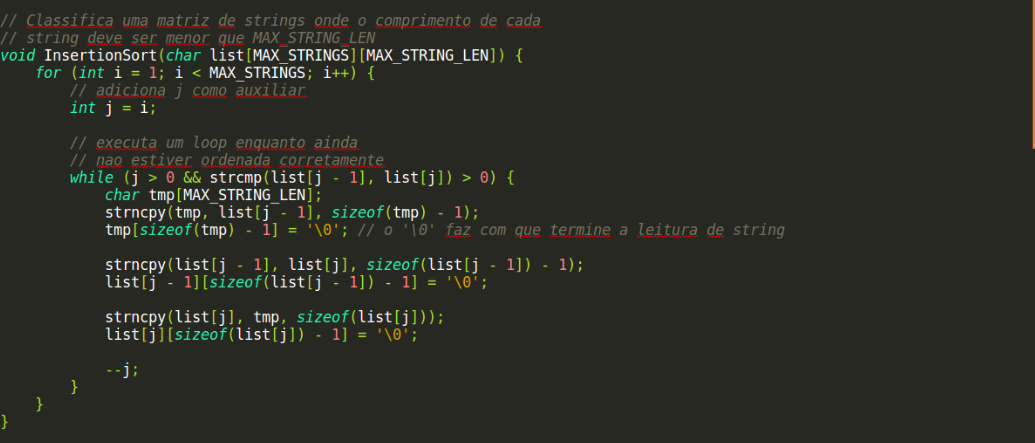 // Classifica uma matriz de strings onde o comprimento de cada
// string deve ser menor que MAX_STRING_LEN
void InsertionSort(char list[MAX_STRINGS][MAX_STRING_LEN]) {
    for (int i = 1; i < MAX_STRINGS; i++) {
        // adiciona j como auxiliar
        int j = i;

        // executa um loop enquanto ainda
        // nao estiver ordenada corretamente
        while (j > 0 && strcmp(list[j - 1], list[j]) > 0) {
            char tmp[MAX_STRING_LEN];
            strncpy(tmp, list[j - 1], sizeof(tmp) - 1);
            tmp[sizeof(tmp) - 1] = '\0'; // o '\0' faz com que termine a leitura de string

            strncpy(list[j - 1], list[j], sizeof(list[j - 1]) - 1);
            list[j - 1][sizeof(list[j - 1]) - 1] = '\0';

            strncpy(list[j], tmp, sizeof(list[j]));
            list[j][sizeof(list[j]) - 1] = '\0';

            --j;
        }
    }
}